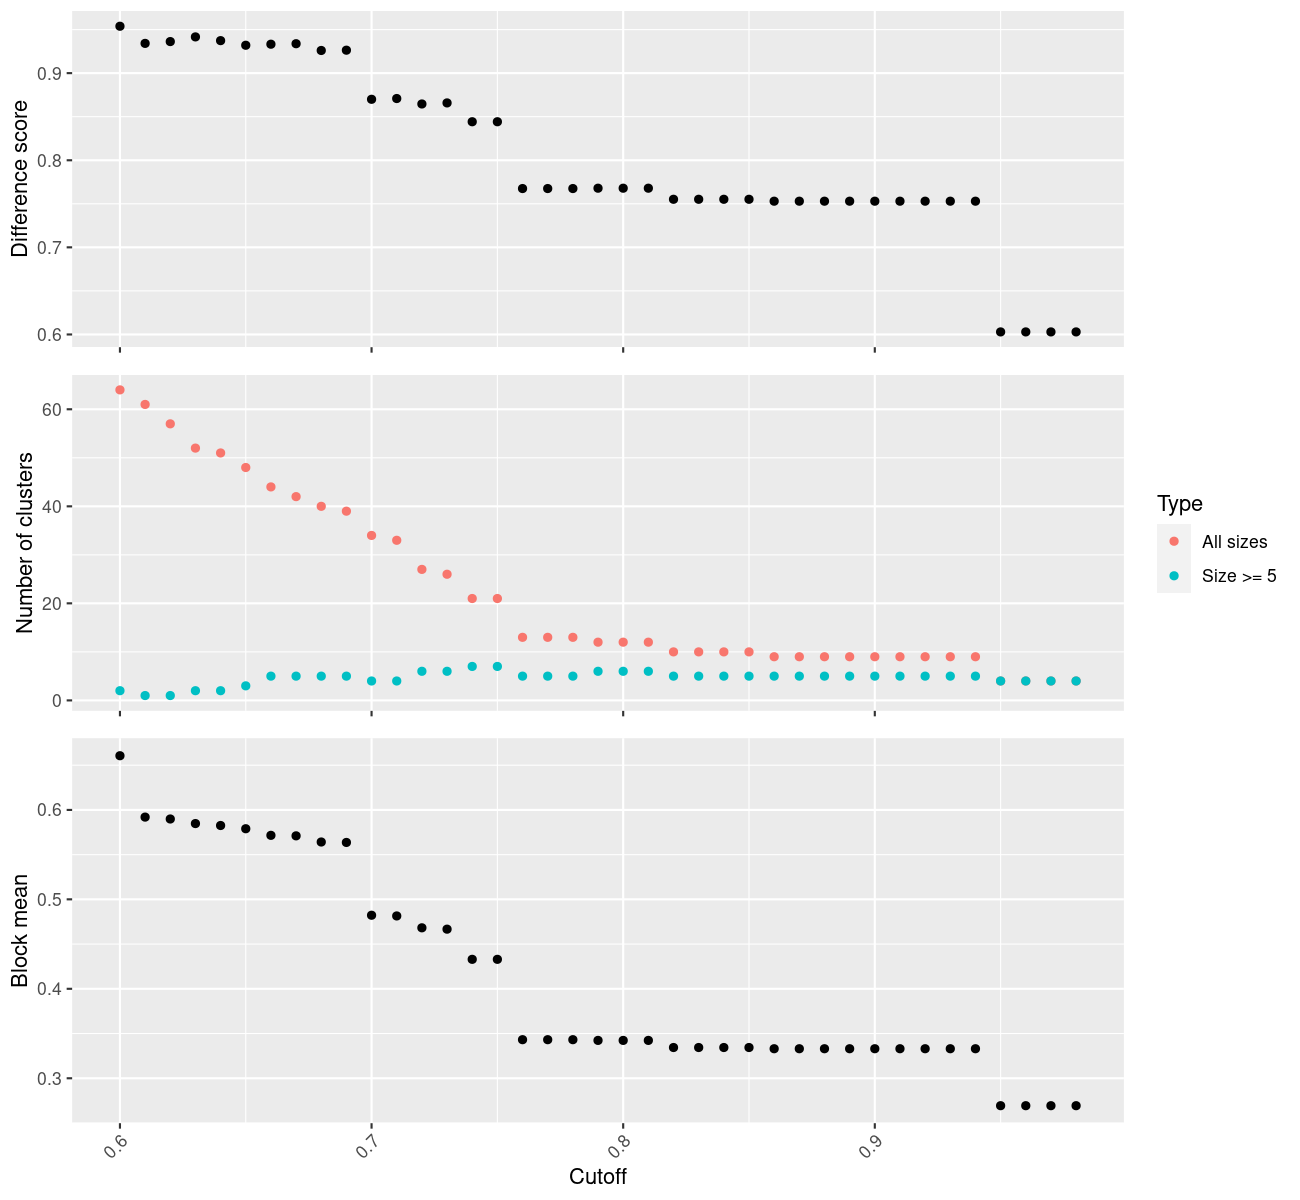 Difference score
0.9
0.8
0.7
0.6
Number of clusters
60
40
20
0
Type
All sizes
Size >= 5
Block mean
0.6
0.5
0.4
0.3
0.6
0.7
0.8
0.9
Cutoff